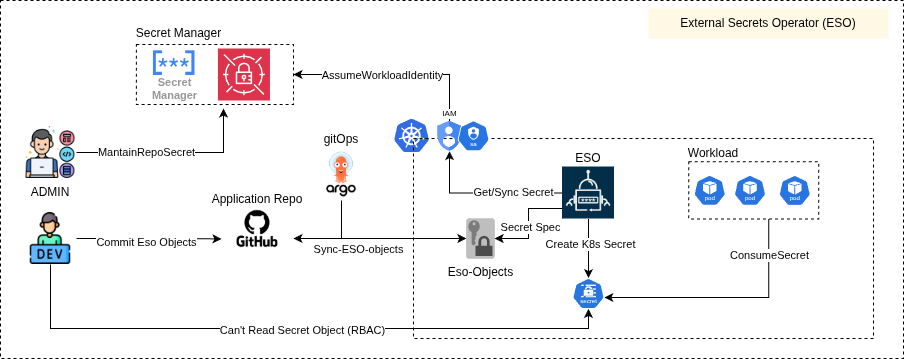 External Secrets Operator (ESO)
Secret Manager
[***]
Secret
Manager
AssumeWorkloadIdentity
IAM
sa
MantainRepoSecret
ADMIN
gitOps
argo
ESO
Workload
pod
pod
pod
Get/Sync Secret
Application Repo
GitHub
DEV
Commit Eso Objects
Sync-ESO-objects
Secret Spec
Eso-Objects
Create K8s Secret
ConsumeSecret
secret
Can't Read Secret Object (RBAC)